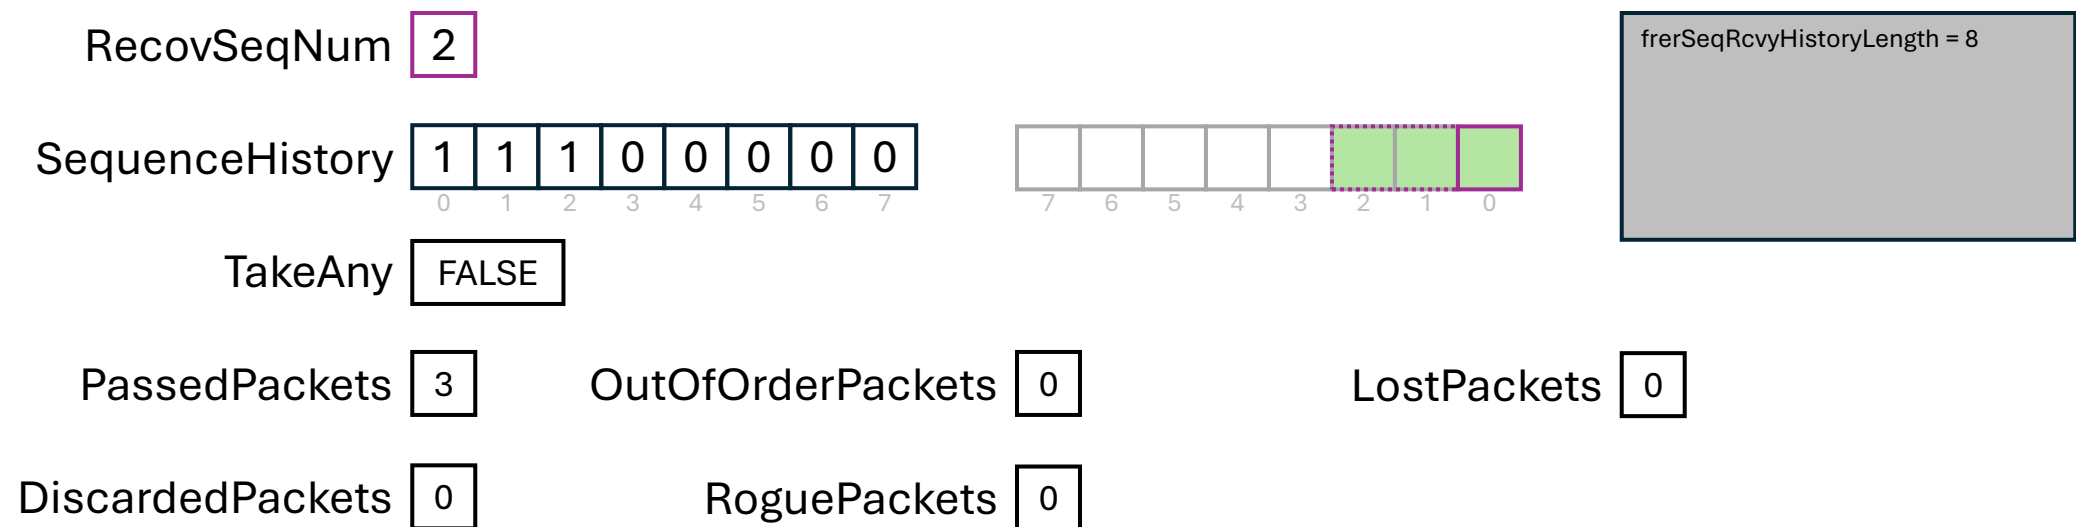 RecovSeqNum 2
frerSeqRcvyHistoryLength = 8
SequenceHistory 1 1 1 0 0 0 0 0
0 1 2 3 4 5 6 7
7 6 5 4 3 2 1 0
TakeAny FALSE
PassedPackets 3
OutOfOrderPackets 0
LostPackets 0
DiscardedPackets 0
RoguePackets 0